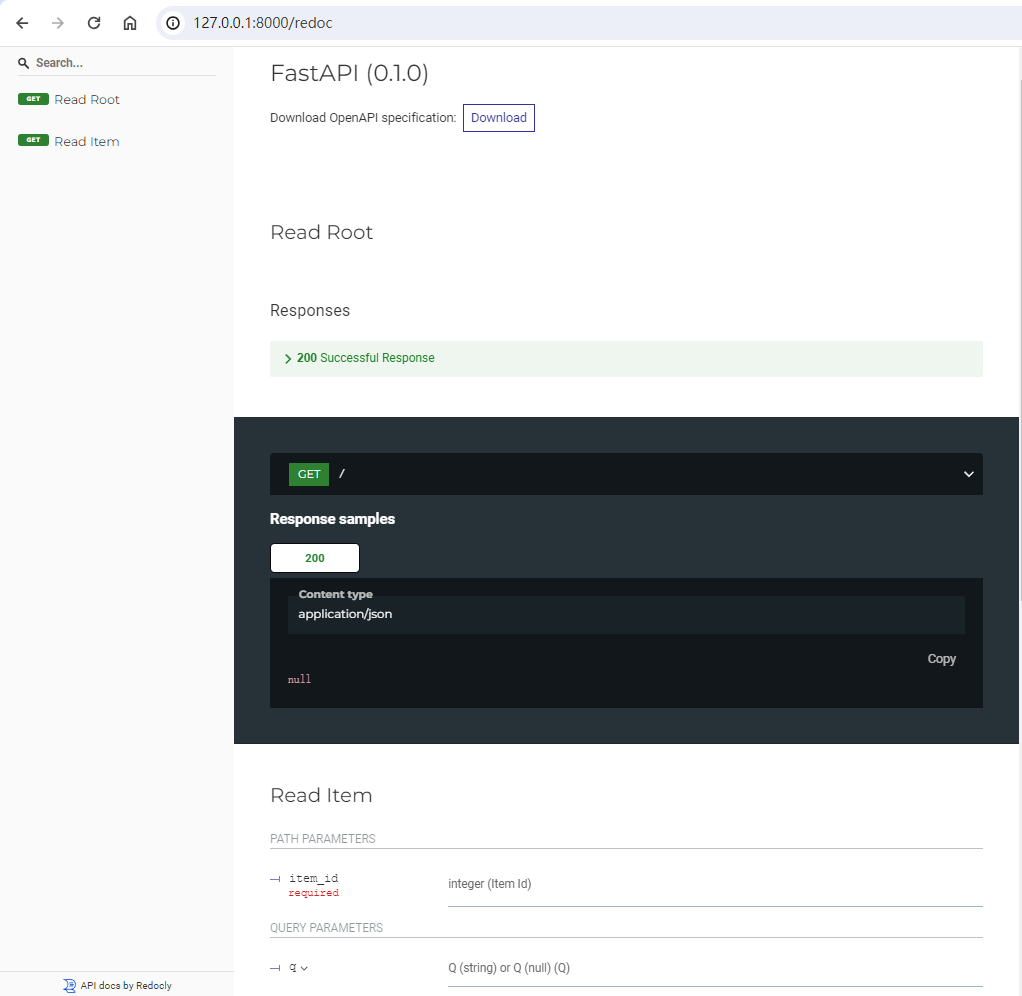 127.0.0.1:8000/redoc
Search...
GET Read Root
GET Read Item
API docs by Redocly
FastAPI (0.1.0)
Download OpenAPI specification: Download
Read Root
Responses
200 Successful Response
GET /
Response samples
200
Content type
application/json
Copy
null
Read Item
PATH PARAMETERS
item_id
required
integer (Item Id)
QUERY PARAMETERS
q
Q (string) or Q (null) (Q)